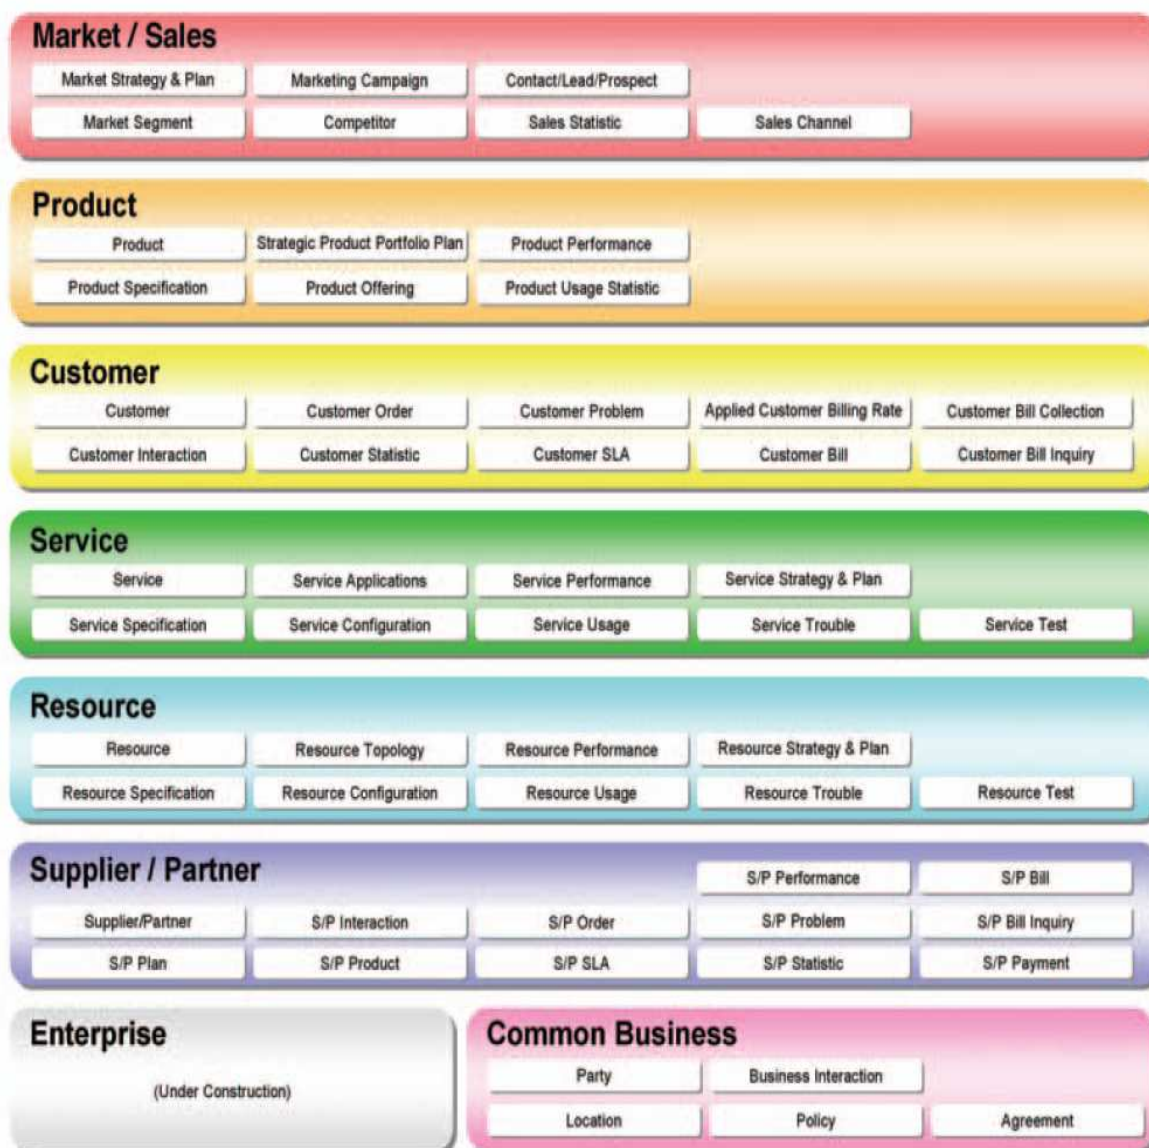 Market / Sales
Market Strategy & Plan Marketing Campaign Contact/Lead/Prospect
Market Segment Competitor Sales Statistic Sales Channel
Product
Product Strategic Product Portfolio Plan Product Performance
Product Specification Product Offering Product Usage Statistic
Customer
Customer Customer Order Customer Problem Applied Customer Billing Rate Customer Bill Collection
Customer Interaction Customer Statistic Customer SLA Customer Bill Customer Bill Inquiry
Service
Service Service Applications Service Performance Service Strategy & Plan
Service Specification Service Configuration Service Usage Service Trouble Service Test
Resource
Resource Resource Topology Resource Performance Resource Strategy & Plan
Resource Specification Resource Configuration Resource Usage Resource Trouble Resource Test
Supplier / Partner
S/P Performance S/P Bill
Supplier/Partner S/P Interaction S/P Order S/P Problem S/P Bill Inquiry
S/P Plan S/P Product S/P SLA S/P Statistic S/P Payment
Enterprise
(Under Construction)
Common Business
Party Business Interaction
Location Policy Agreement